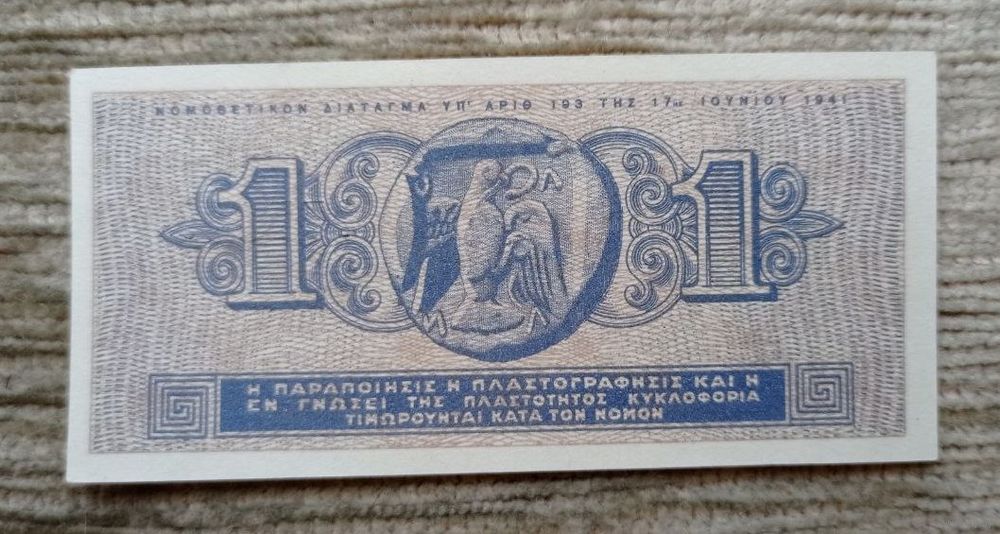 ΝΟΜΟΘΕΤΙΚΟΝ ΔΙΑΤΑΓΜΑ ΥΠ' ΑΡΙΘ 193 ΤΗΣ 17ης ΙΟΥΝΙΟΥ 1941
1 1
Η ΠΑΡΑΠΟΙΗΣΙΣ Η ΠΛΑΣΤΟΓΡΑΦΗΣΙΣ ΚΑΙ Η
ΕΝ ΓΝΩΣΕΙ ΤΗΣ ΠΛΑΣΤΟΤΗΤΟΣ ΚΥΚΛΟΦΟΡΙΑ
ΤΙΜΩΡΟΥΝΤΑΙ ΚΑΤΑ ΤΟΝ ΝΟΜΟΝ